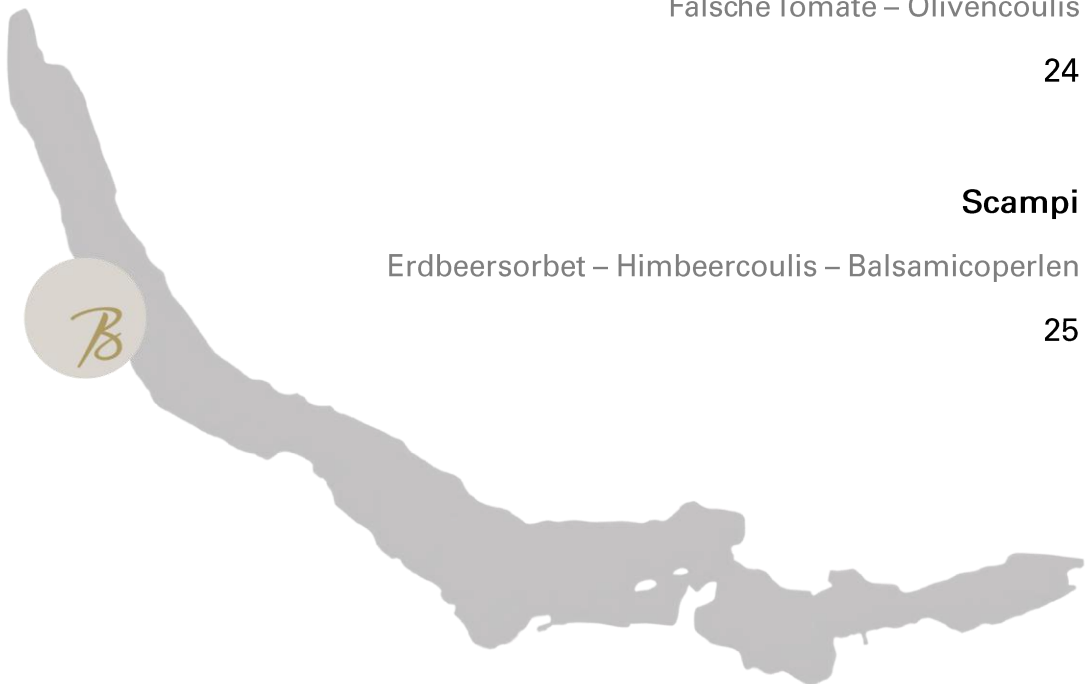 Falsche Tomate – Olivencoulis
24
Scampi
Erdbeersorbet – Himbeercoulis – Balsamicoperlen
25
B